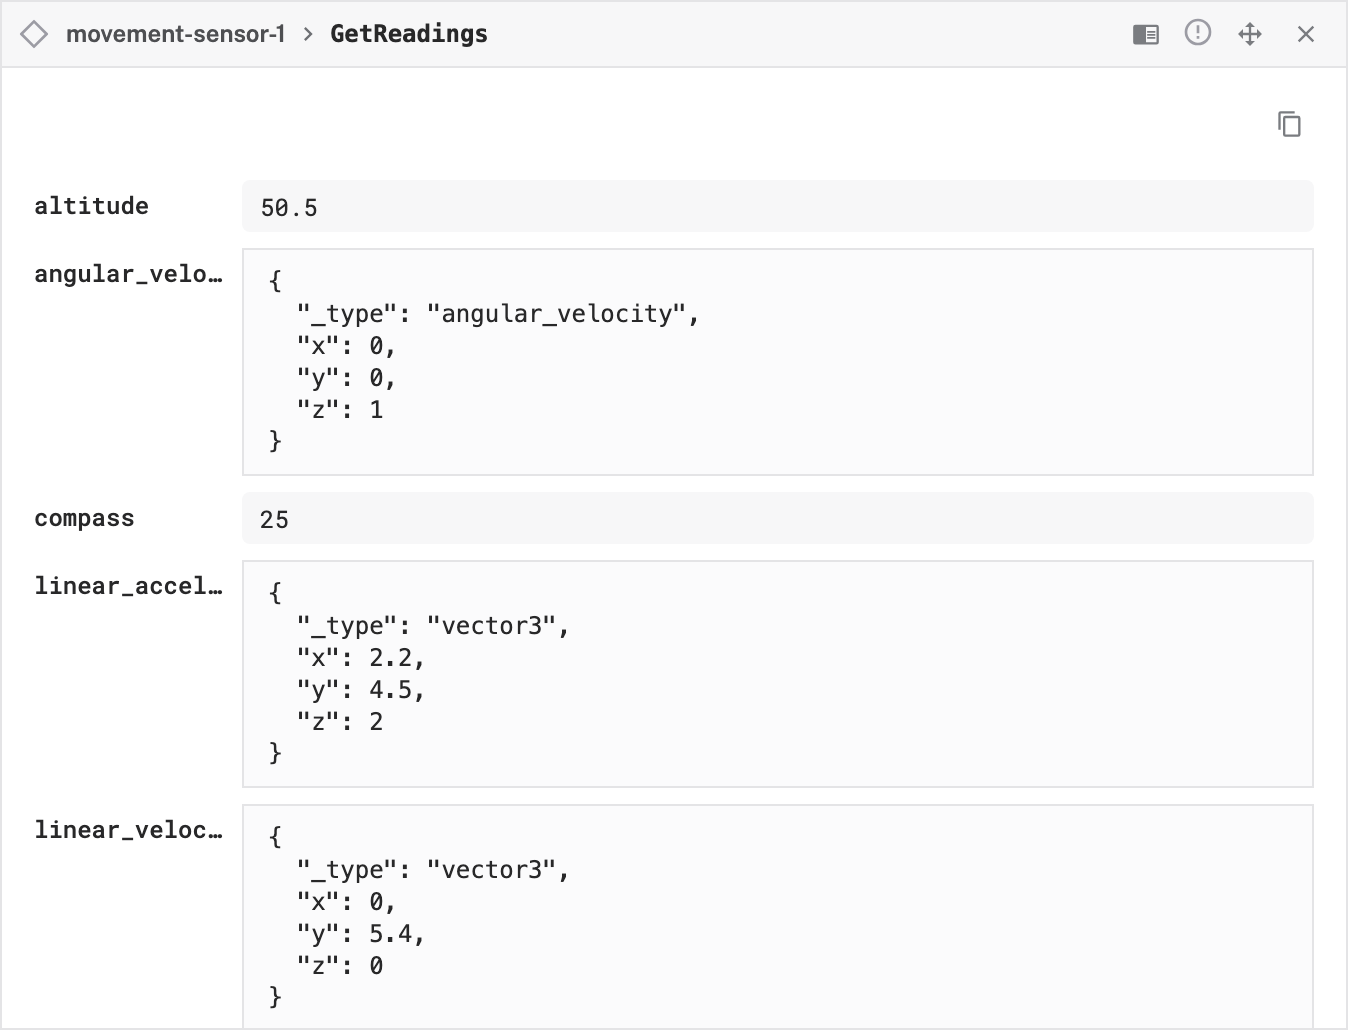 movement-sensor-1 > GetReadings
altitude
50.5
angular_velo…
{
"_type": "angular_velocity",
"x": 0,
"y": 0,
"z": 1
}
compass
25
linear_accel…
{
"_type": "vector3",
"x": 2.2,
"y": 4.5,
"z": 2
}
linear_veloc…
{
"_type": "vector3",
"x": 0,
"y": 5.4,
"z": 0
}